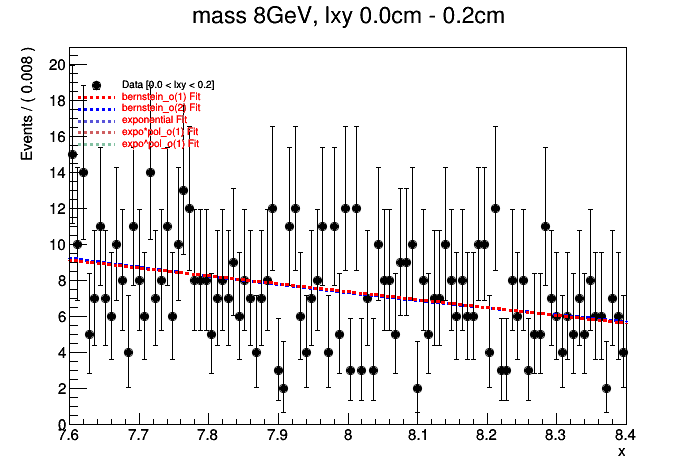 mass 8GeV, lxy 0.0cm - 0.2cm
Events / ( 0.008 )
20
18
16
14
12
10
8
6
4
2
0
Data [0.0 < lxy < 0.2]
bernstein_o(1) Fit
bernstein_o(2) Fit
exponential Fit
expo*pol_o(1) Fit
expo^pol_o(1) Fit
7.6 7.7 7.8 7.9 8 8.1 8.2 8.3 8.4
x